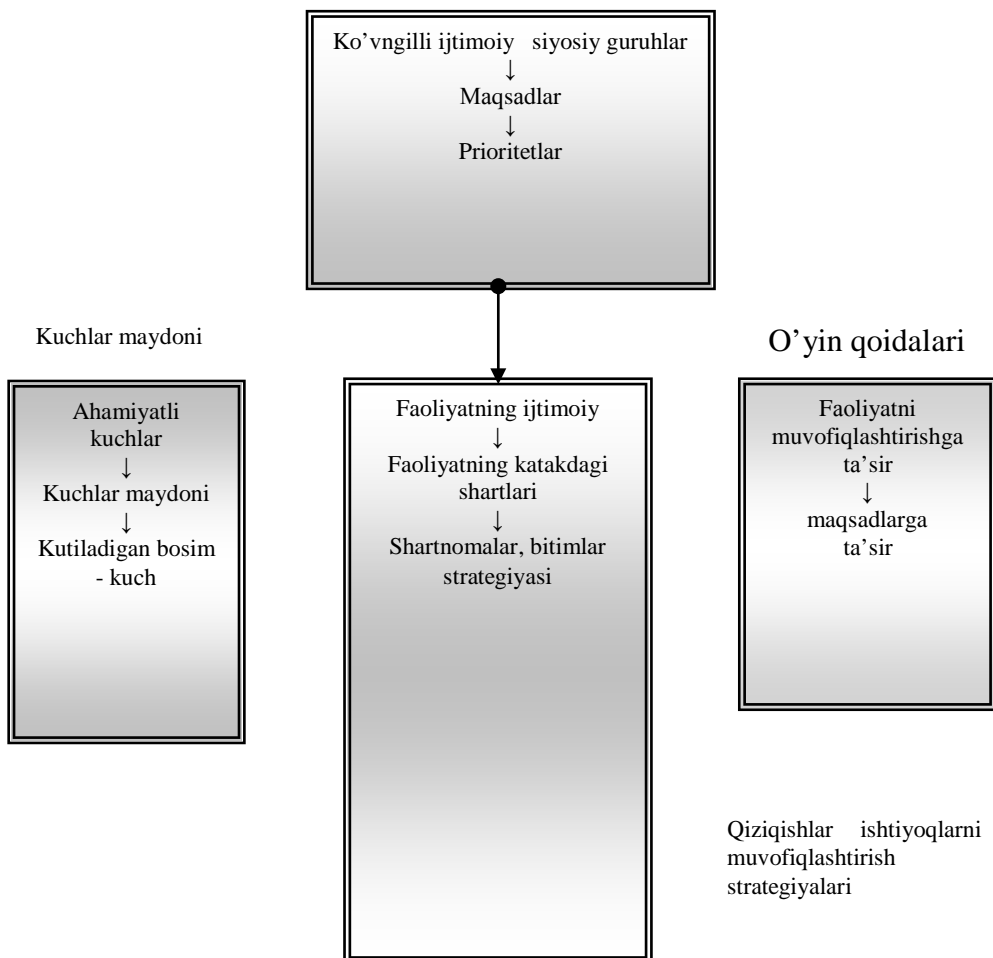 Ko’vngilli ijtimoiy siyosiy guruhlar
↓
Maqsadlar
↓
Prioritetlar
Kuchlar maydoni
O’yin qoidalari
Ahamiyatli
kuchlar
↓
Kuchlar maydoni
↓
Kutiladigan bosim
- kuch
Faoliyatning ijtimoiy
↓
Faoliyatning katakdagi
shartlari
↓
Shartnomalar, bitimlar
strategiyasi
Faoliyatni
muvofiqlashtirishga
ta’sir
↓
maqsadlarga
ta’sir
Qiziqishlar ishtiyoqlarni
muvofiqlashtirish
strategiyalari